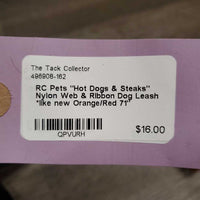 The Tack Collector
496908-162
RC Pets "Hot Dogs & Steaks"
Nylon Web & Ribbon Dog Leash
*like new Orange/Red 71"
$16.00
QPVURH